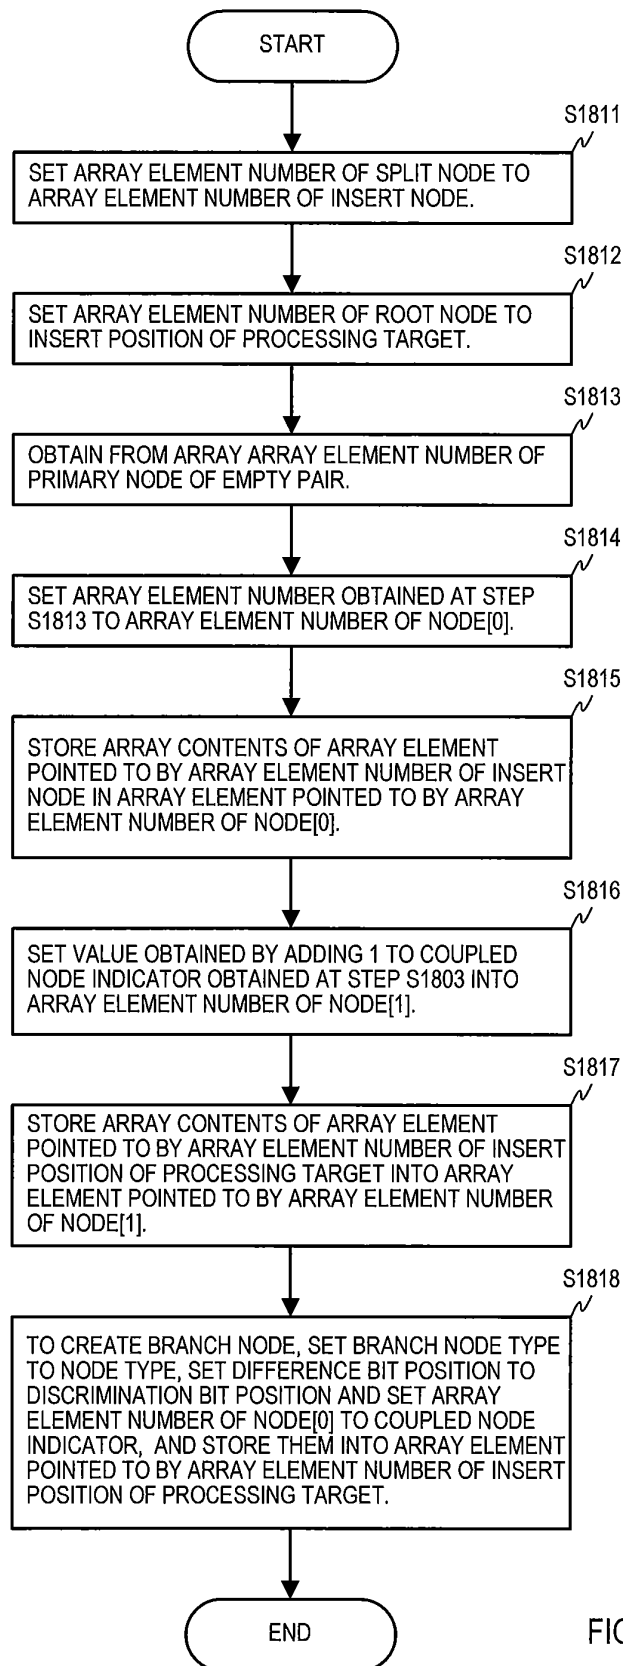 START
S1811
SET ARRAY ELEMENT NUMBER OF SPLIT NODE TO
ARRAY ELEMENT NUMBER OF INSERT NODE.
S1812
SET ARRAY ELEMENT NUMBER OF ROOT NODE TO
INSERT POSITION OF PROCESSING TARGET.
S1813
OBTAIN FROM ARRAY ARRAY ELEMENT NUMBER OF
PRIMARY NODE OF EMPTY PAIR.
S1814
SET ARRAY ELEMENT NUMBER OBTAINED AT STEP
S1813 TO ARRAY ELEMENT NUMBER OF NODE[0].
S1815
STORE ARRAY CONTENTS OF ARRAY ELEMENT
POINTED TO BY ARRAY ELEMENT NUMBER OF INSERT
NODE IN ARRAY ELEMENT POINTED TO BY ARRAY
ELEMENT NUMBER OF NODE[0].
S1816
SET VALUE OBTAINED BY ADDING 1 TO COUPLED
NODE INDICATOR OBTAINED AT STEP S1803 INTO
ARRAY ELEMENT NUMBER OF NODE[1].
S1817
STORE ARRAY CONTENTS OF ARRAY ELEMENT
POINTED TO BY ARRAY ELEMENT NUMBER OF INSERT
POSITION OF PROCESSING TARGET INTO ARRAY
ELEMENT POINTED TO BY ARRAY ELEMENT NUMBER
OF NODE[1].
S1818
TO CREATE BRANCH NODE, SET BRANCH NODE TYPE
TO NODE TYPE, SET DIFFERENCE BIT POSITION TO
DISCRIMINATION BIT POSITION AND SET ARRAY
ELEMENT NUMBER OF NODE[0] TO COUPLED NODE
INDICATOR, AND STORE THEM INTO ARRAY ELEMENT
POINTED TO BY ARRAY ELEMENT NUMBER OF INSERT
POSITION OF PROCESSING TARGET.
END